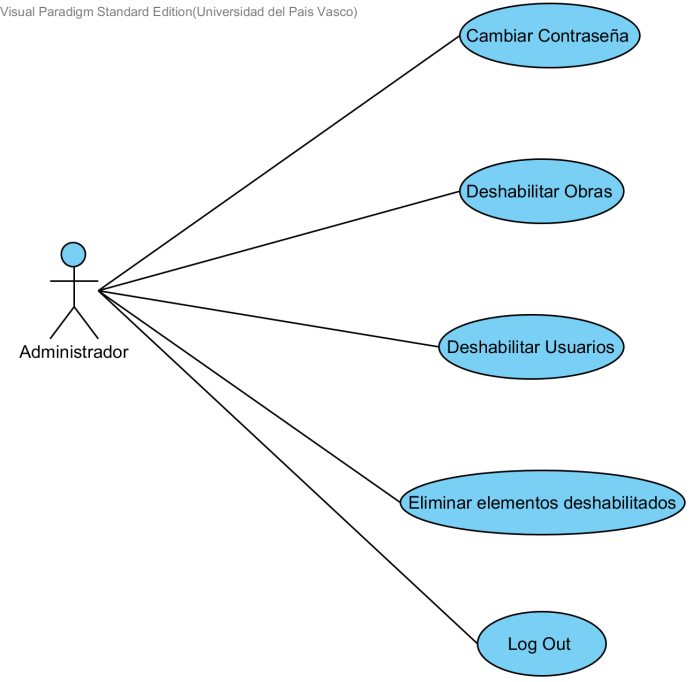 Visual Paradigm Standard Edition(Universidad del Pais Vasco)
Cambiar Contraseña
Deshabilitar Obras
Deshabilitar Usuarios
Administrador
Eliminar elementos deshabilitados
Log Out